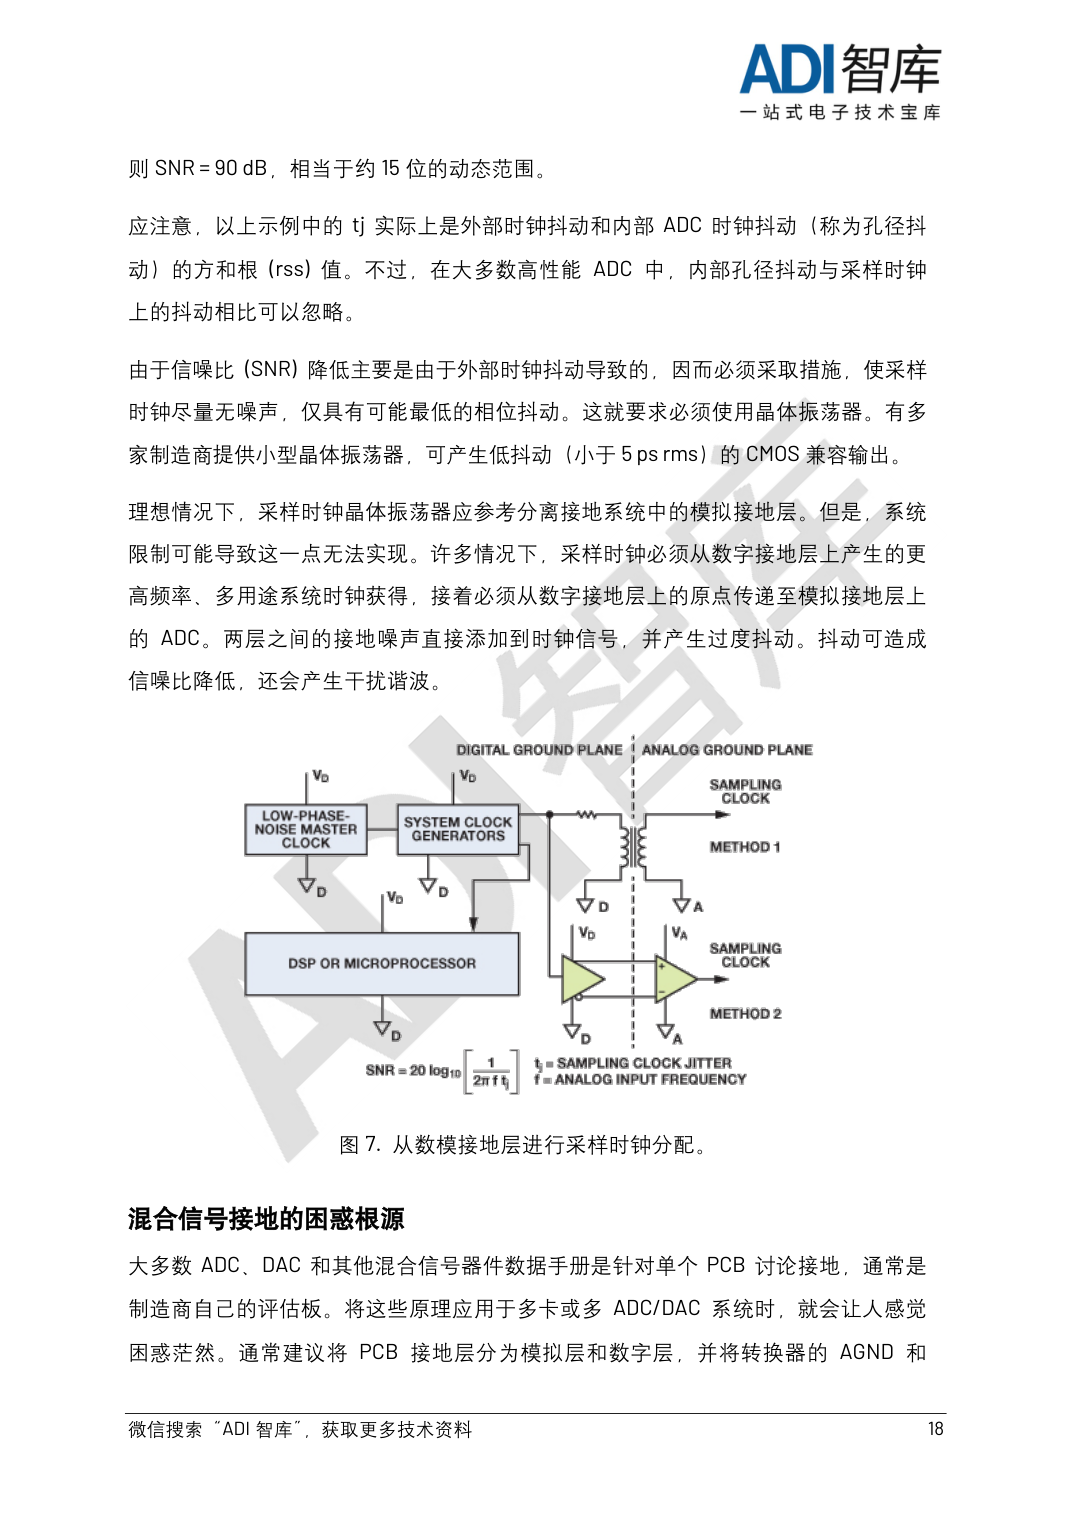 ADI智库
一站式电子技术宝库
则 SNR = 90 dB，相当于约 15 位的动态范围。
应注意，以上示例中的 tj 实际上是外部时钟抖动和内部 ADC 时钟抖动（称为孔径抖
动）的方和根 (rss) 值。不过，在大多数高性能 ADC 中，内部孔径抖动与采样时钟
上的抖动相比可以忽略。
由于信噪比 (SNR) 降低主要是由于外部时钟抖动导致的，因而必须采取措施，使采样
时钟尽量无噪声，仅具有可能最低的相位抖动。这就要求必须使用晶体振荡器。有多
家制造商提供小型晶体振荡器，可产生低抖动（小于 5 ps rms）的 CMOS 兼容输出。
理想情况下，采样时钟晶体振荡器应参考分离接地系统中的模拟接地层。但是，系统
限制可能导致这一点无法实现。许多情况下，采样时钟必须从数字接地层上产生的更
高频率、多用途系统时钟获得，接着必须从数字接地层上的原点传递至模拟接地层上
的 ADC。两层之间的接地噪声直接添加到时钟信号，并产生过度抖动。抖动可造成
信噪比降低，还会产生干扰谐波。
DIGITAL GROUND PLANE ANALOG GROUND PLANE
VD VD SAMPLING
CLOCK
LOW-PHASE-
NOISE MASTER
CLOCK
SYSTEM CLOCK
GENERATORS
METHOD 1
D D D A
VD VD VA
DSP OR MICROPROCESSOR
+
−
SAMPLING
CLOCK
METHOD 2
D D A
SNR = 20 log10 [1 / 2π f tj]
tj = SAMPLING CLOCK JITTER
f = ANALOG INPUT FREQUENCY
图 7. 从数模接地层进行采样时钟分配。
混合信号接地的困惑根源
大多数 ADC、DAC 和其他混合信号器件数据手册是针对单个 PCB 讨论接地，通常是
制造商自己的评估板。将这些原理应用于多卡或多 ADC/DAC 系统时，就会让人感觉
困惑茫然。通常建议将 PCB 接地层分为模拟层和数字层，并将转换器的 AGND 和
微信搜索“ADI 智库”，获取更多技术资料 18
ADI智库